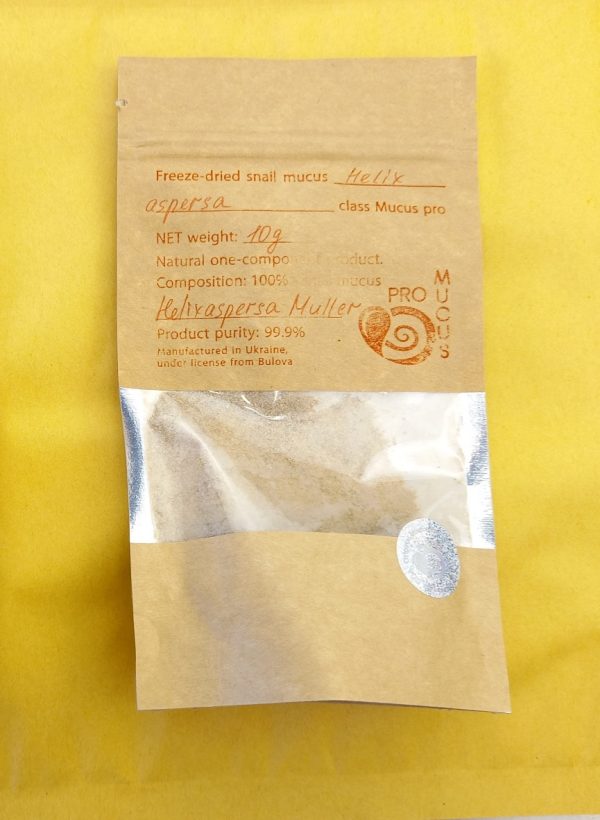 Freeze-dried snail mucus Helix
aspersa class Mucus pro
NET weight: 10g
Natural one-component product.
Composition: 100% mucus
Helixaspersa Muller
Product purity: 99.9%
Manufactured in Ukraine,
under license from Bulova
PRO MUCUS